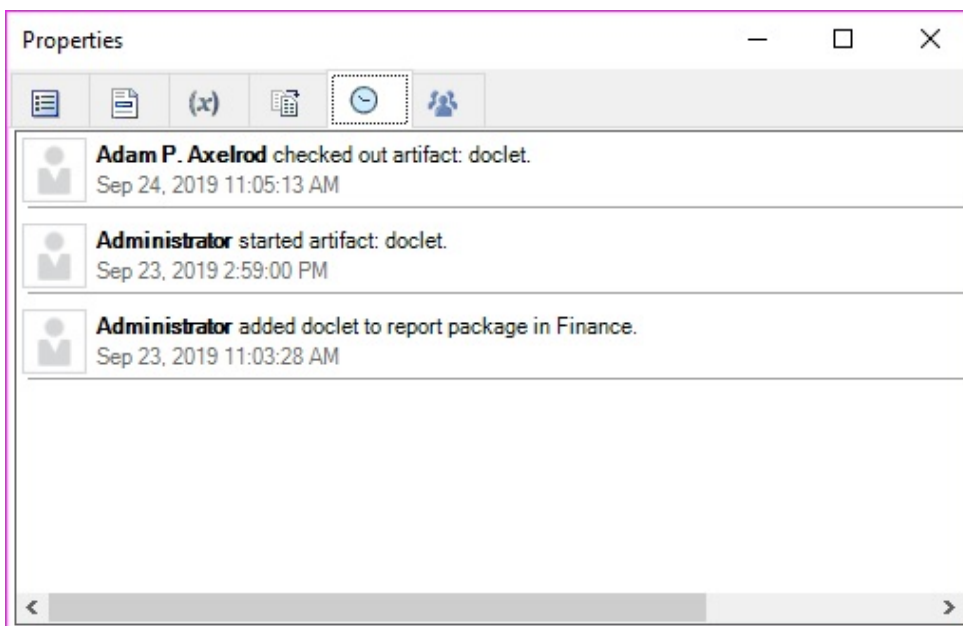 Properties
(x)
Adam P. Axelrod checked out artifact: doclet.
Sep 24, 2019 11:05:13 AM
Administrator started artifact: doclet.
Sep 23, 2019 2:59:00 PM
Administrator added doclet to report package in Finance.
Sep 23, 2019 11:03:28 AM